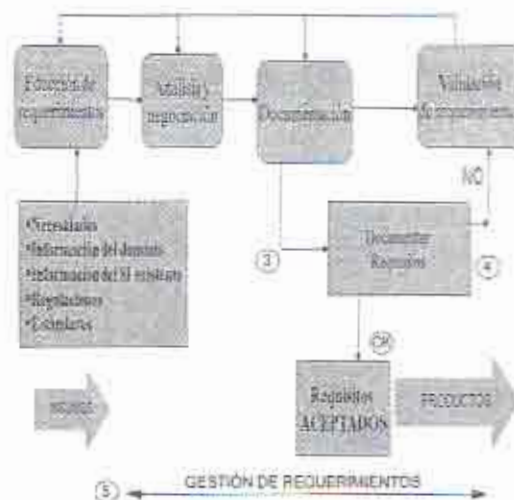 Educción de
requerimientos
Análisis y
negociación
Documentación
Validación
de requerimientos
NO
•Necesidades
•Información del dominio
•Información del SI existente
•Regulaciones
•Estándares
3
Documentar
Requisitos
4
OK
INSUMOS
Requisitos
ACEPTADOS
PRODUCTOS
GESTIÓN DE REQUERIMIENTOS
5